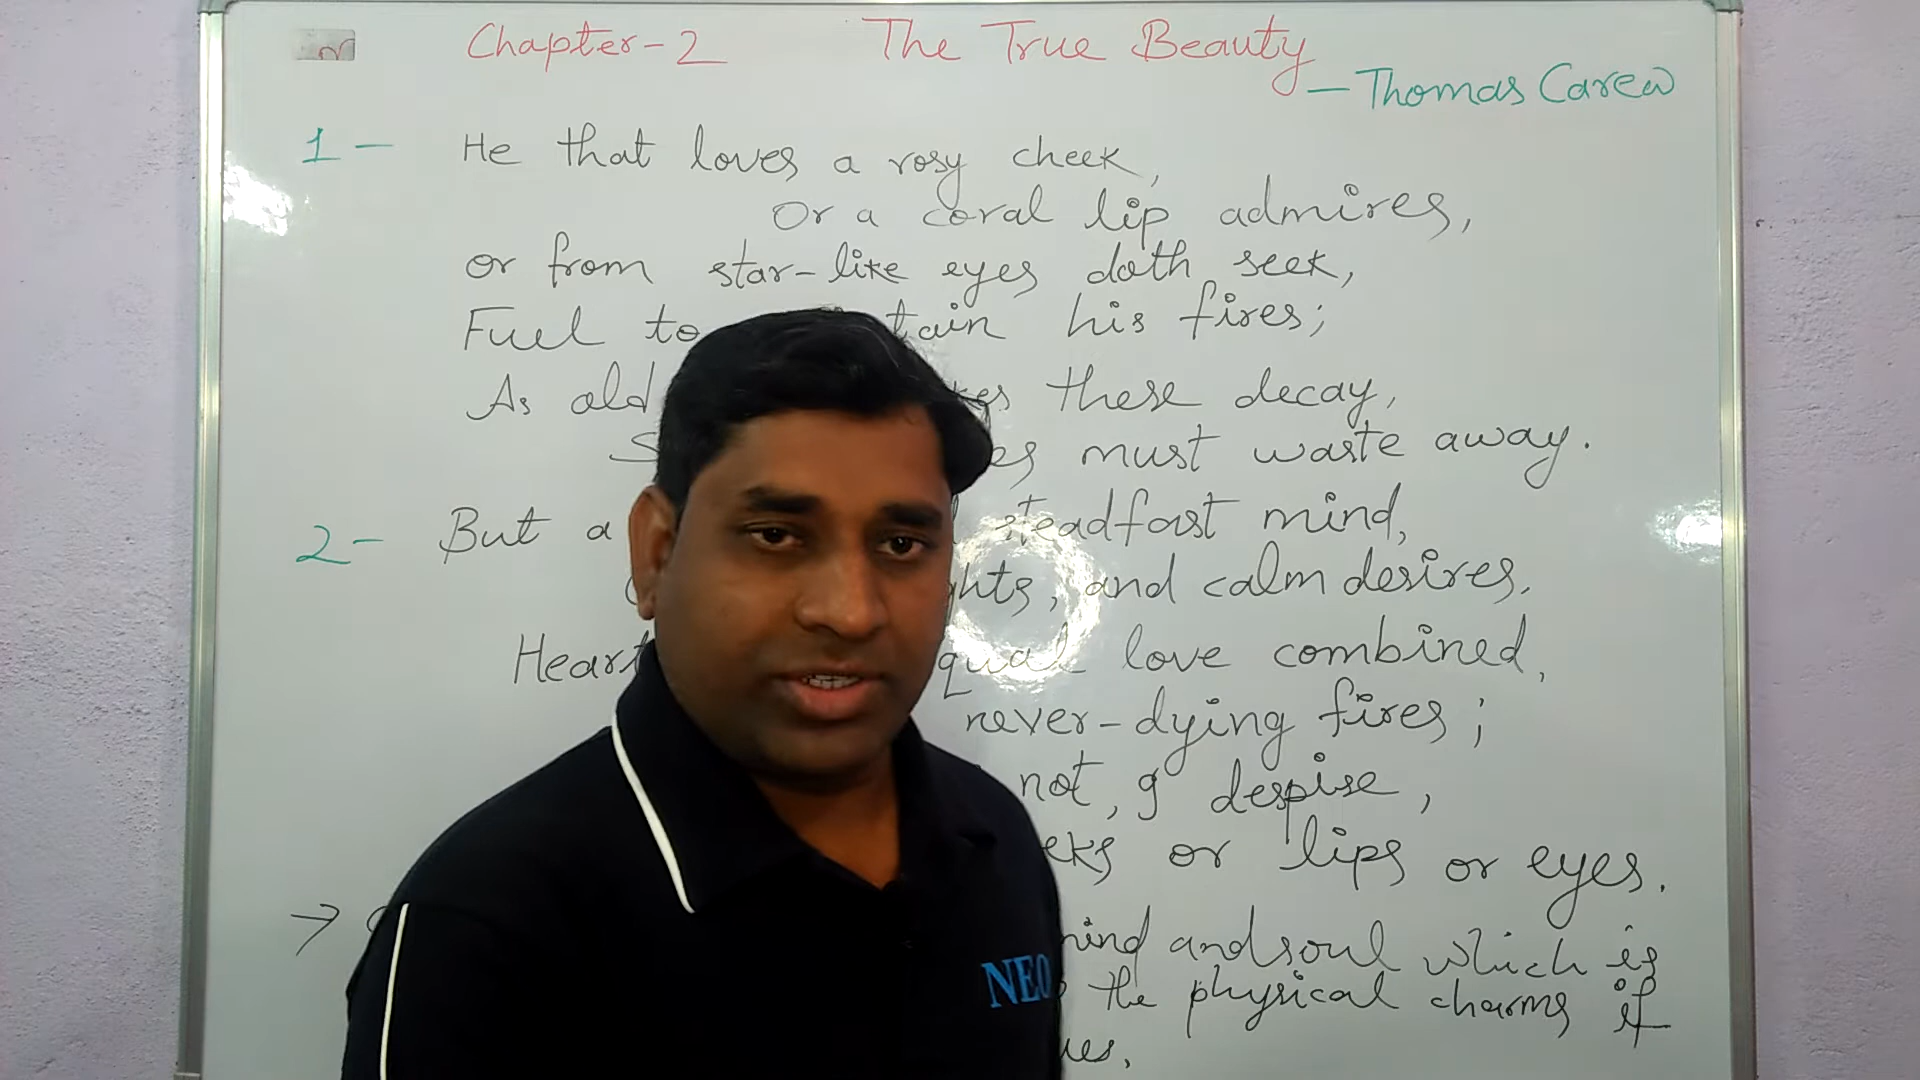 Chapter-2 The True Beauty
— Thomas Carew
1 — He that loves a rosy cheek,
Or a coral lip admires,
or from star-like eyes doth seek,
Fuel to tain his fires;
As old kes these decay,
S es must waste away.
2 - But a steadfast mind,
ghts, and calm desires,
Heart qual love combined,
never-dying fires;
not, g despise,
eks or lips or eyes.
→ mind and soul which is
the physical charms if
ues.
NEO